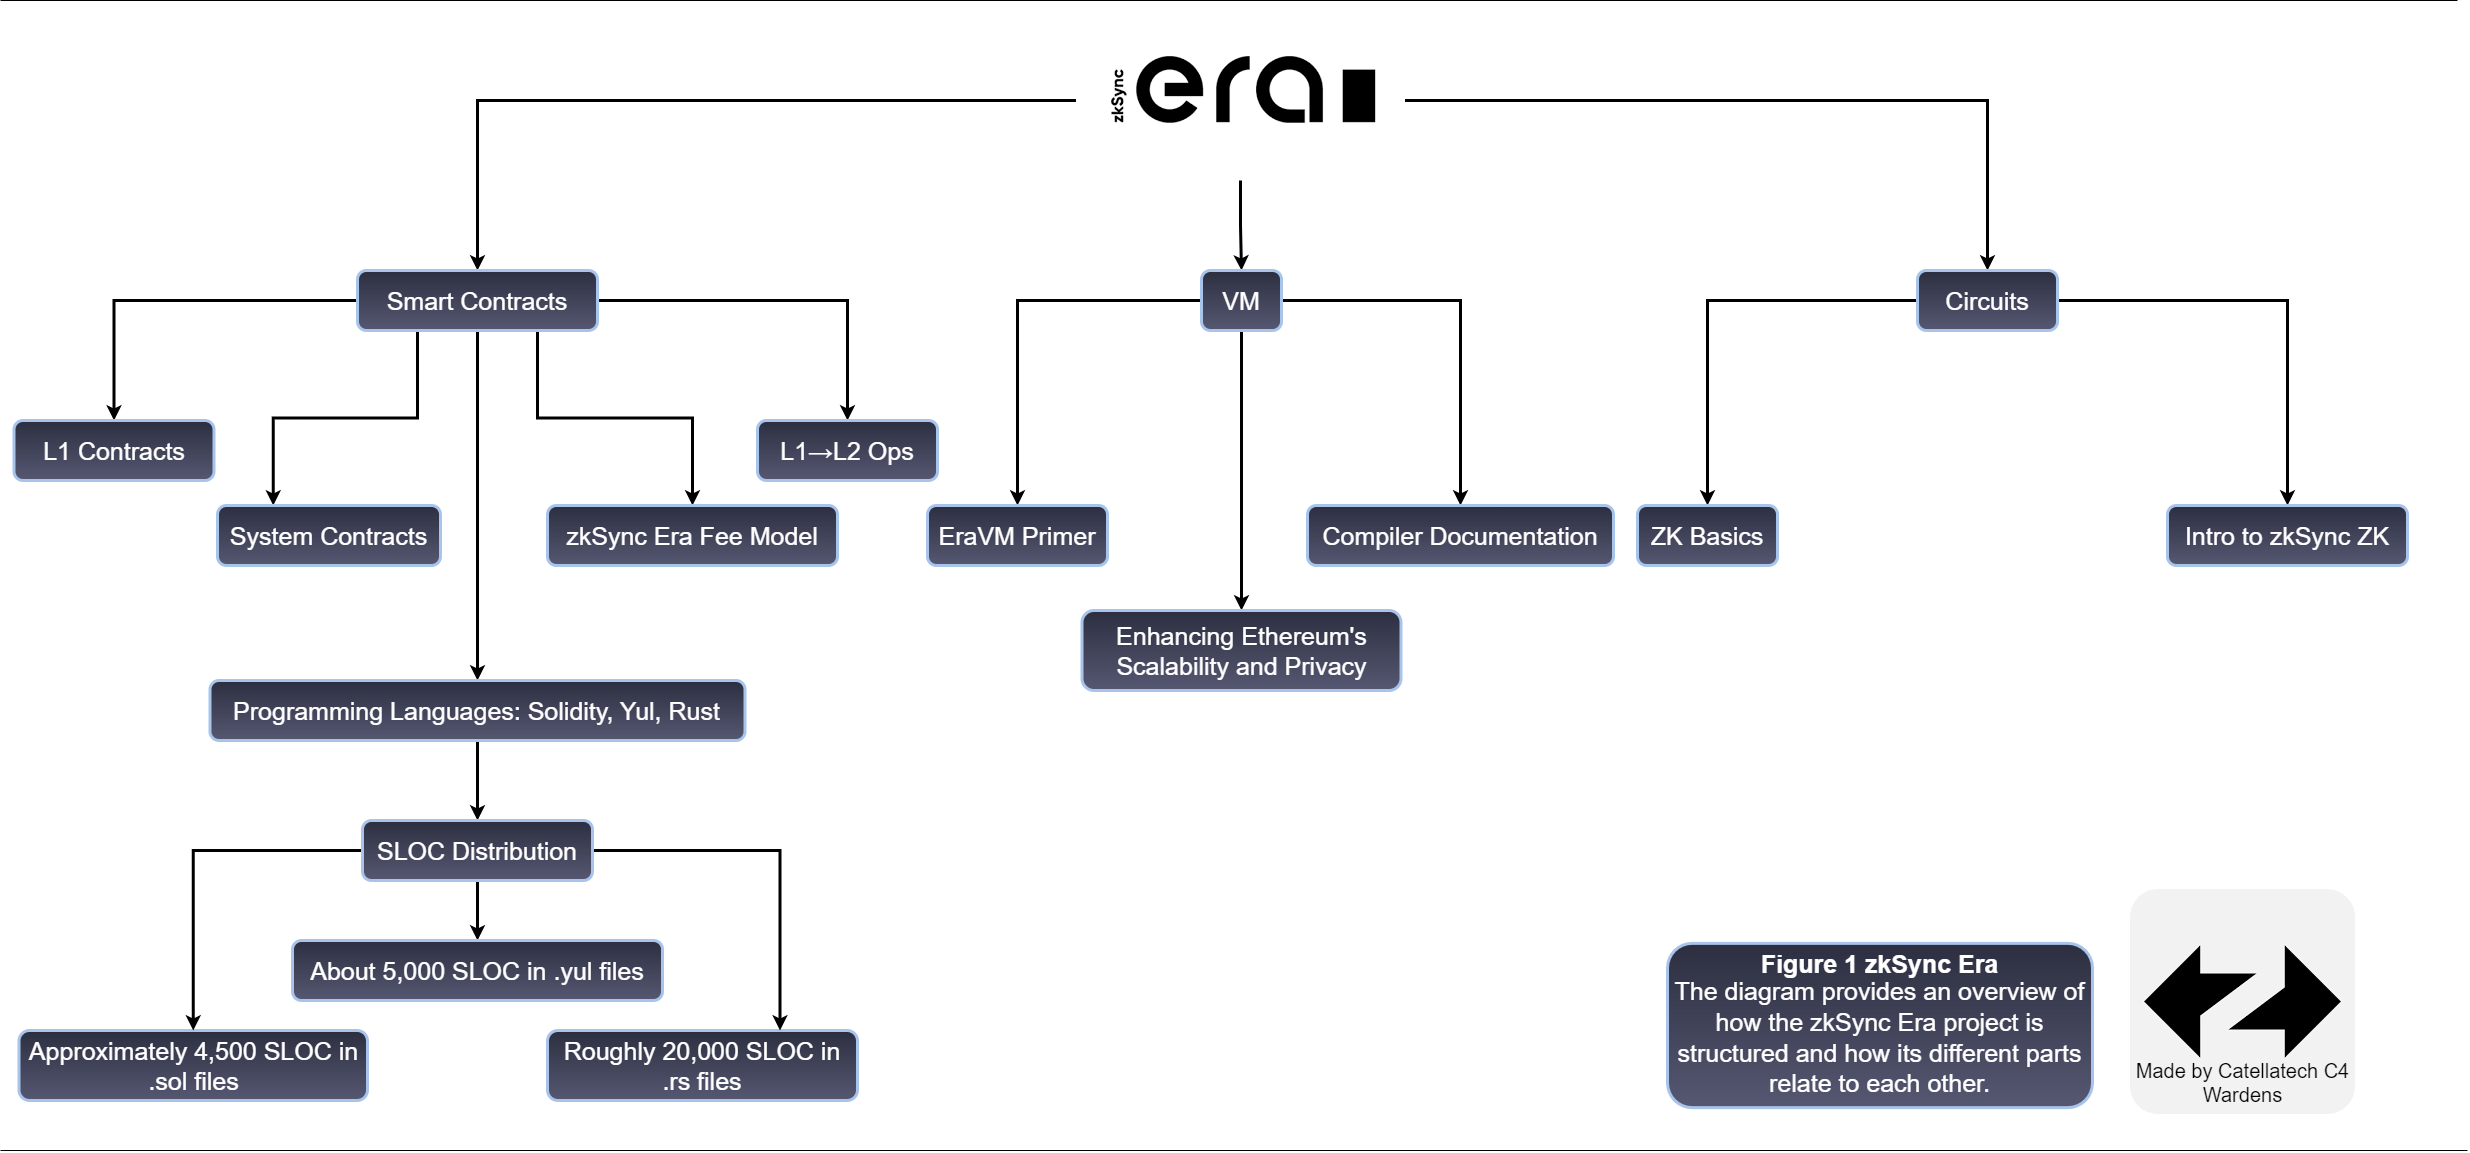 zkSync
era
Smart Contracts
VM
Circuits
L1 Contracts
L1→L2 Ops
System Contracts
zkSync Era Fee Model
EraVM Primer
Compiler Documentation
ZK Basics
Intro to zkSync ZK
Enhancing Ethereum's
Scalability and Privacy
Programming Languages: Solidity, Yul, Rust
SLOC Distribution
About 5,000 SLOC in .yul files
Approximately 4,500 SLOC in
.sol files
Roughly 20,000 SLOC in
.rs files
Figure 1 zkSync Era
The diagram provides an overview of
how the zkSync Era project is
structured and how its different parts
relate to each other.
Made by Catellatech C4
Wardens